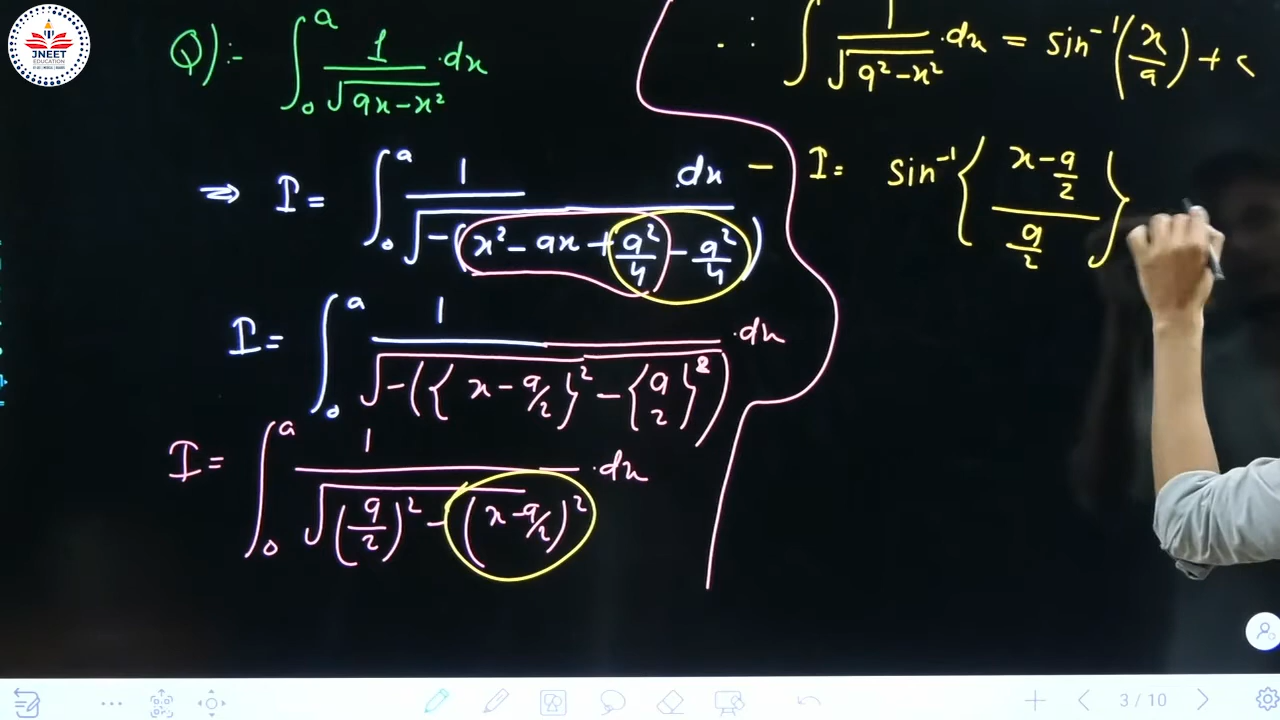 JNEET
EDUCATION
Q):- ∫₀ᵃ 1/√(ax-x²) .dx
⇒ I = ∫₀ᵃ 1/√(-(x² - ax + a²/4 - a²/4)) .dx
I = ∫₀ᵃ 1/√(-({x - a/2}² - {a/2}²)) .dx
I = ∫₀ᵃ 1/√((a/2)² - (x - a/2)²) .dx
∴ ∫ 1/√(a²-x²) .dx = sin⁻¹(x/a) + c
I = sin⁻¹{(x - a/2)/(a/2)}
3 / 10